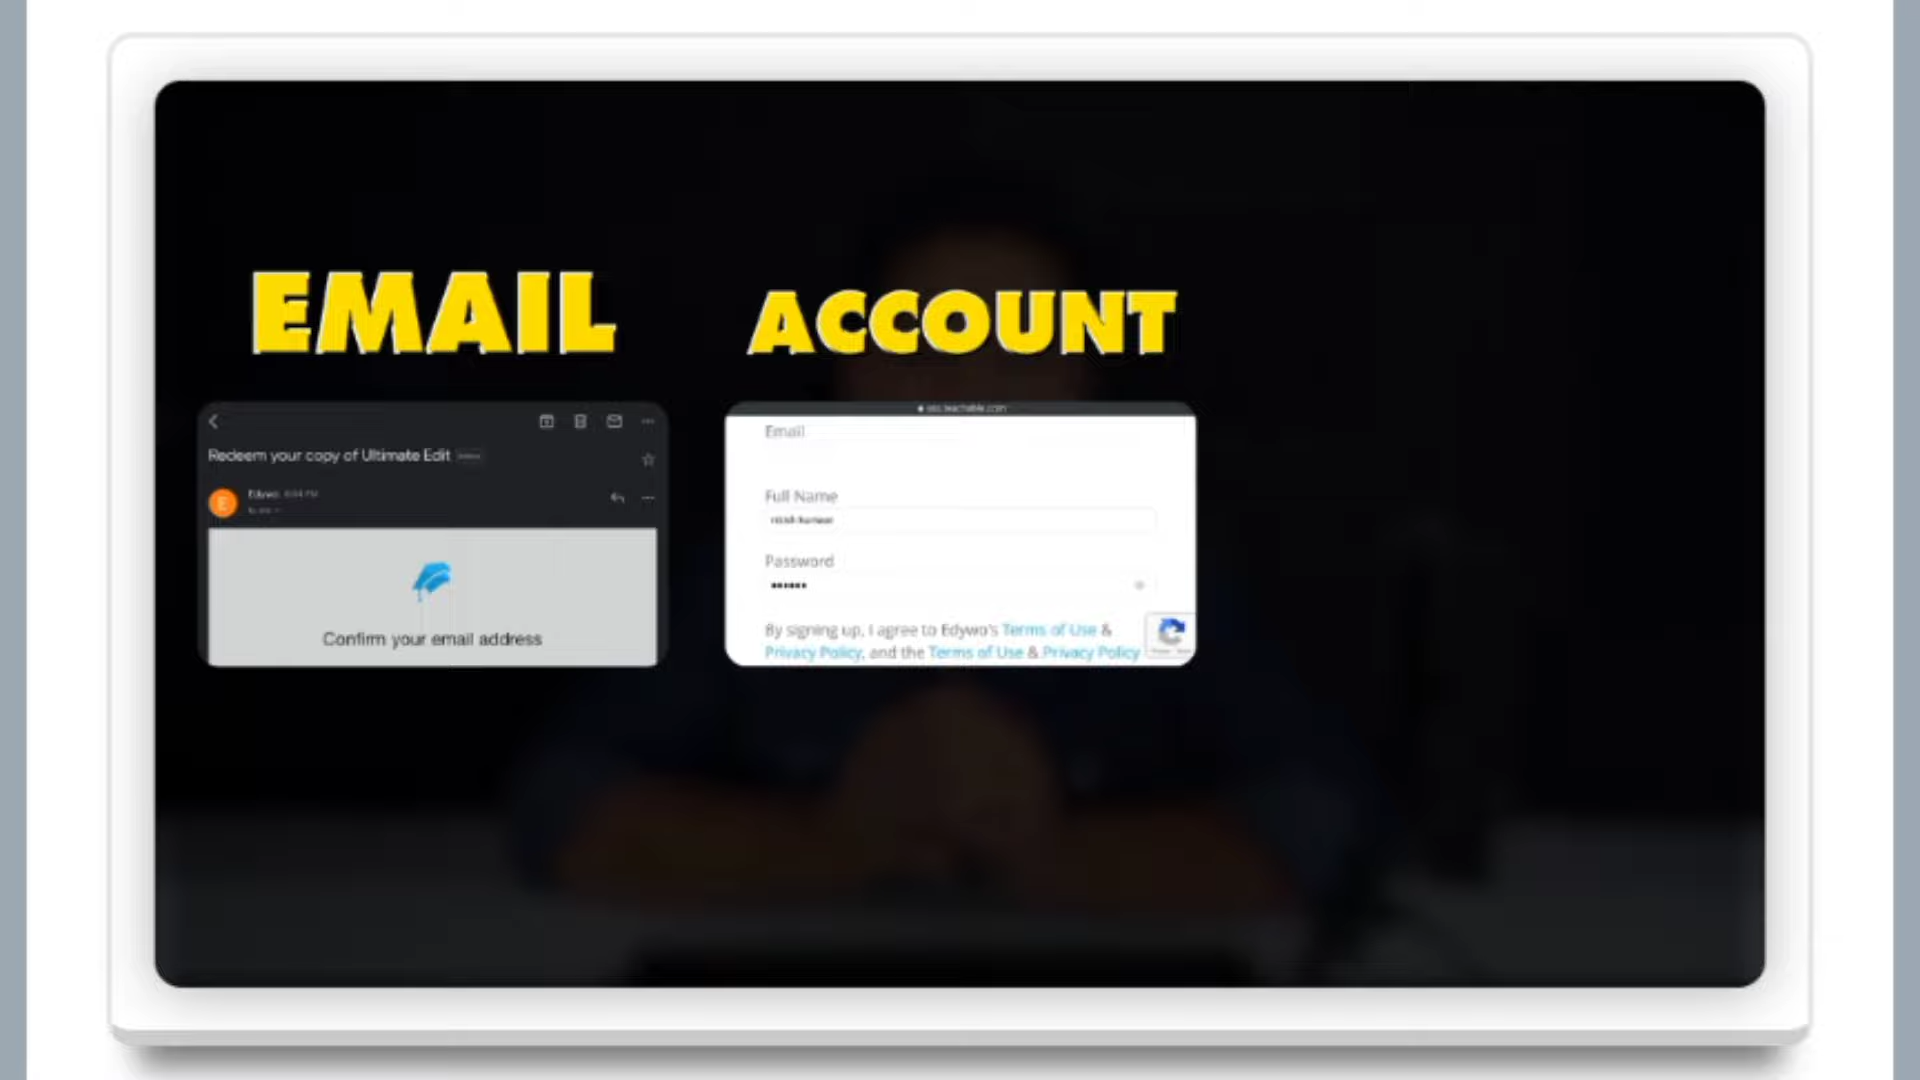 EMAIL
ACCOUNT
Redeem your copy of Ultimate Edit
Edywo
E
Confirm your email address
Email
Full Name
Password
By signing up, I agree to Edywo's Terms of Use &
Privacy Policy, and the Terms of Use & Privacy Policy